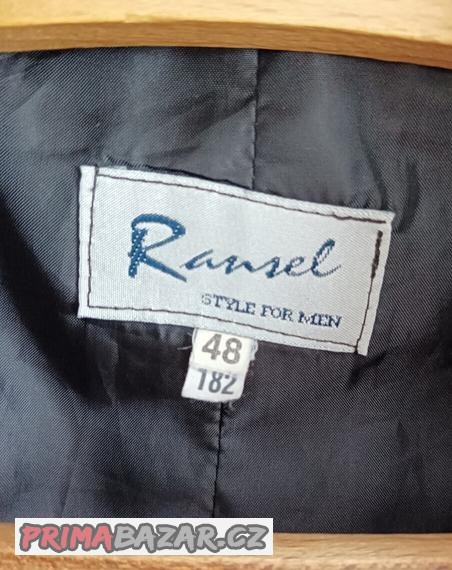 Ransel
STYLE FOR MEN
48
182
PRIMABAZAR.CZ